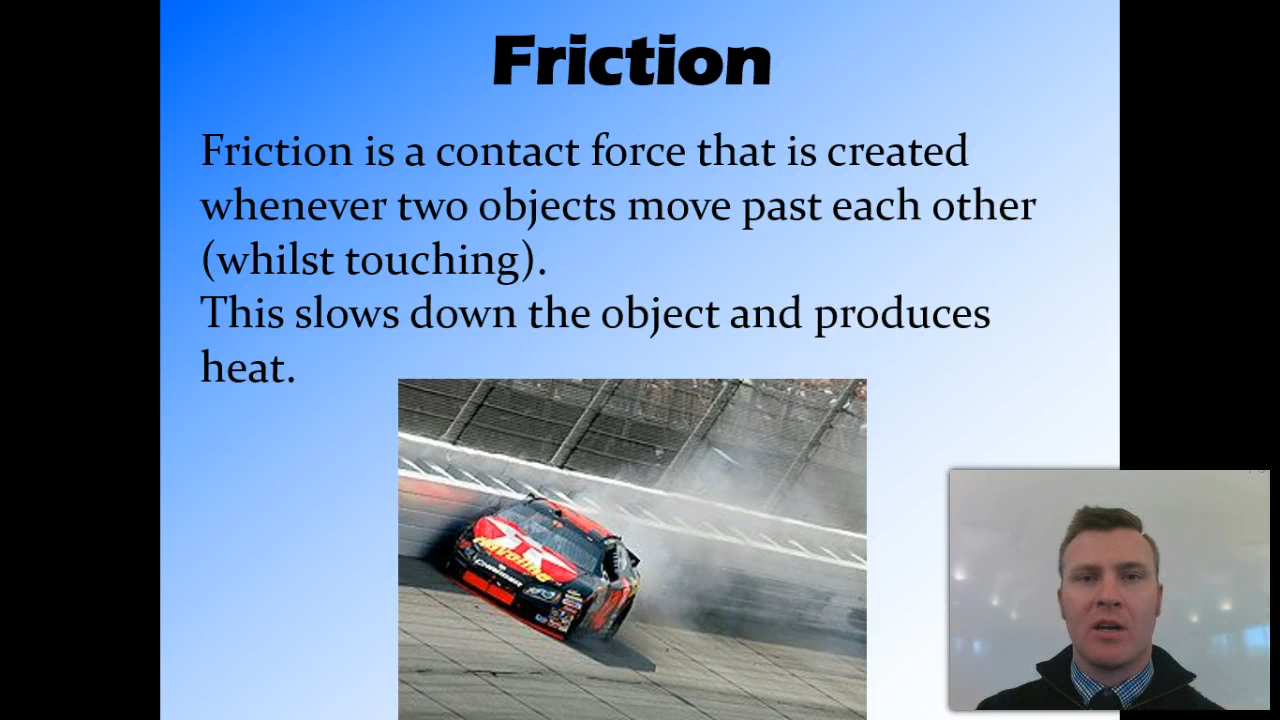 Friction
Friction is a contact force that is created
whenever two objects move past each other
(whilst touching).
This slows down the object and produces
heat.
HAVOLINE